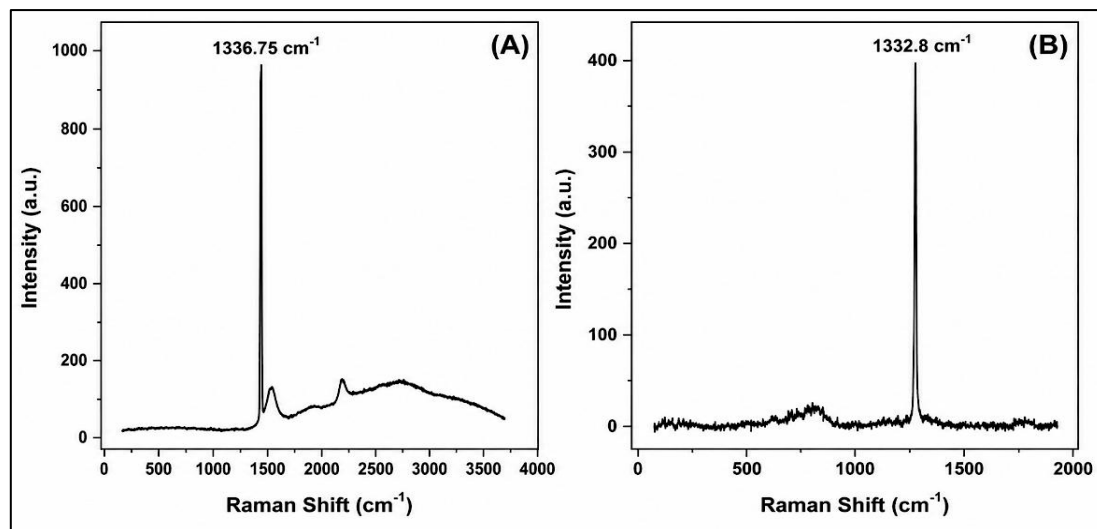 (A)
1336.75 cm⁻¹
1000
800
600
400
200
0
Intensity (a.u.)
0 500 1000 1500 2000 2500 3000 3500 4000
Raman Shift (cm⁻¹)
(B)
1332.8 cm⁻¹
400
300
200
100
0
Intensity (a.u.)
0 500 1000 1500 2000
Raman Shift (cm⁻¹)